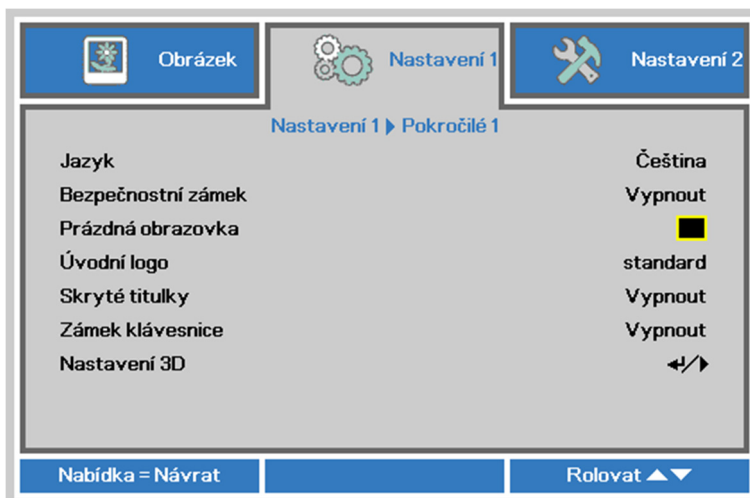 Obrázek
Nastavení 1
Nastavení 2
Nastavení 1 ▶ Pokročilé 1
Jazyk Čeština
Bezpečnostní zámek Vypnout
Prázdná obrazovka
Úvodní logo standard
Skryté titulky Vypnout
Zámek klávesnice Vypnout
Nastavení 3D ↵/▶
Nabídka = Návrat
Rolovat ▲▼